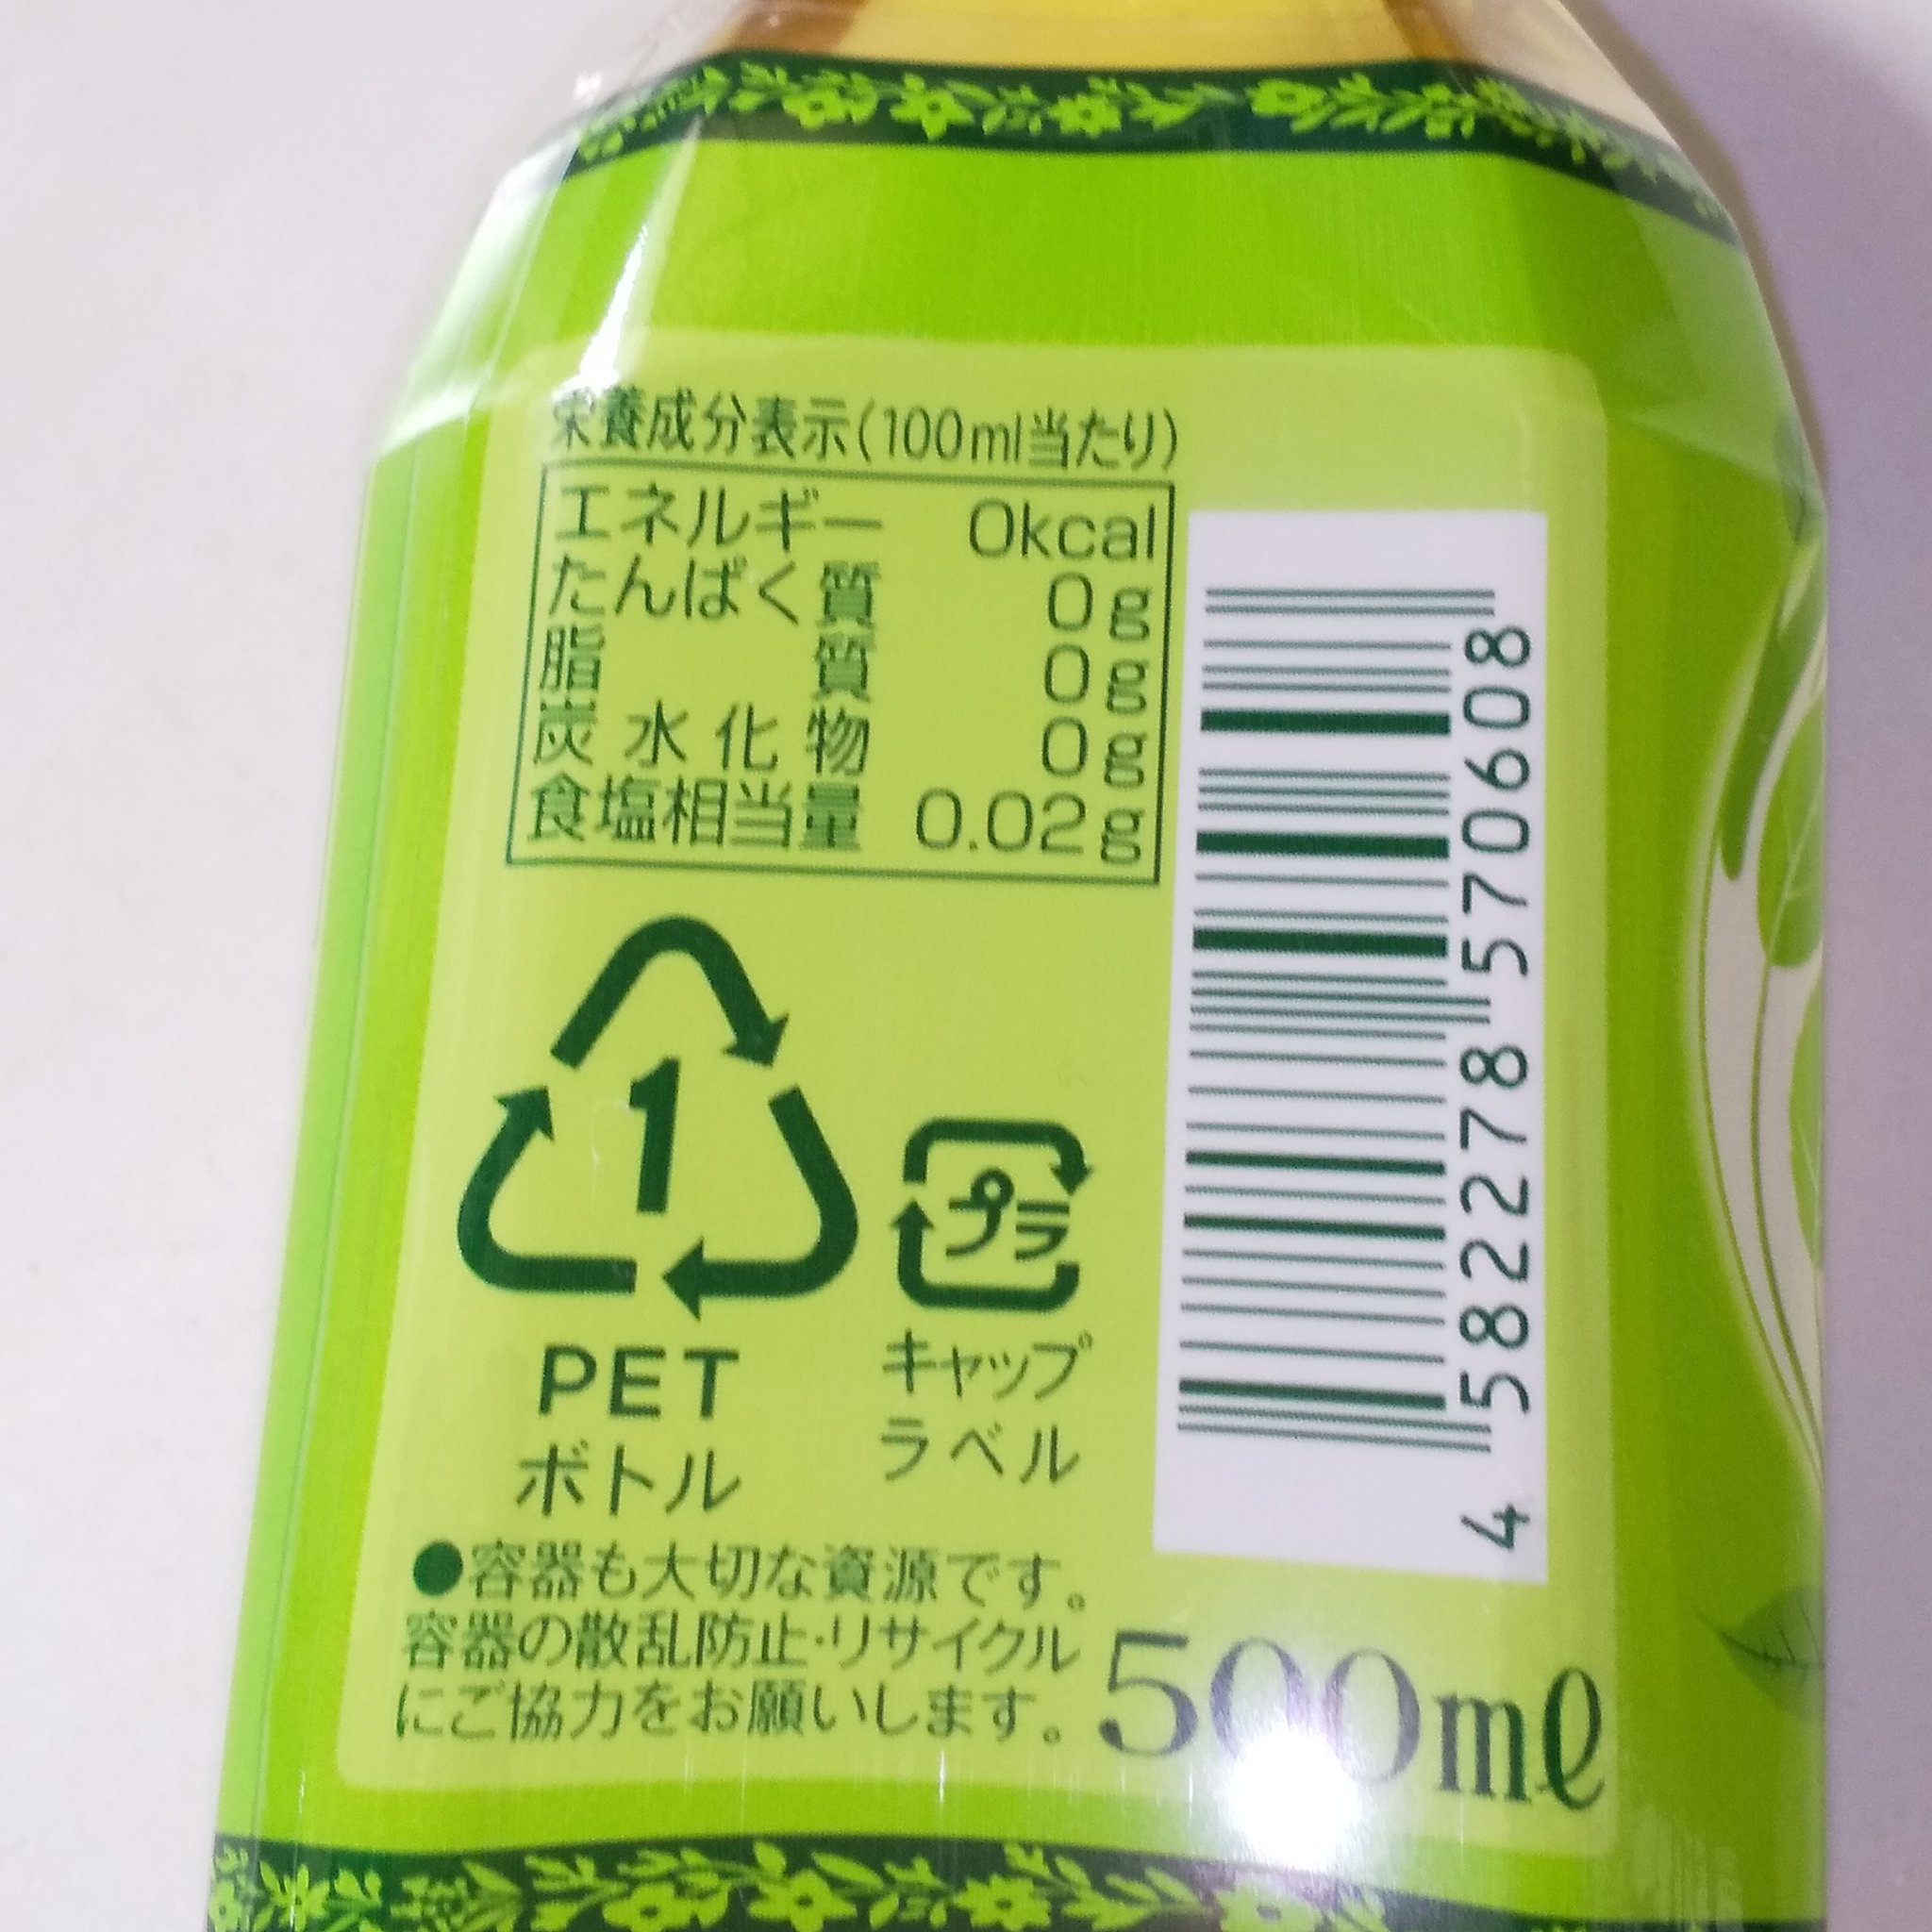 栄養成分表示(100ml当たり)
エネルギー 0kcal
たんぱく質 0g
脂質 0g
炭水化物 0g
食塩相当量 0.02g
1
PET
ボトル
プラ
キャップ
ラベル
4582278570608
●容器も大切な資源です。
容器の散乱防止・リサイクル
にご協力をお願いします。
500ml